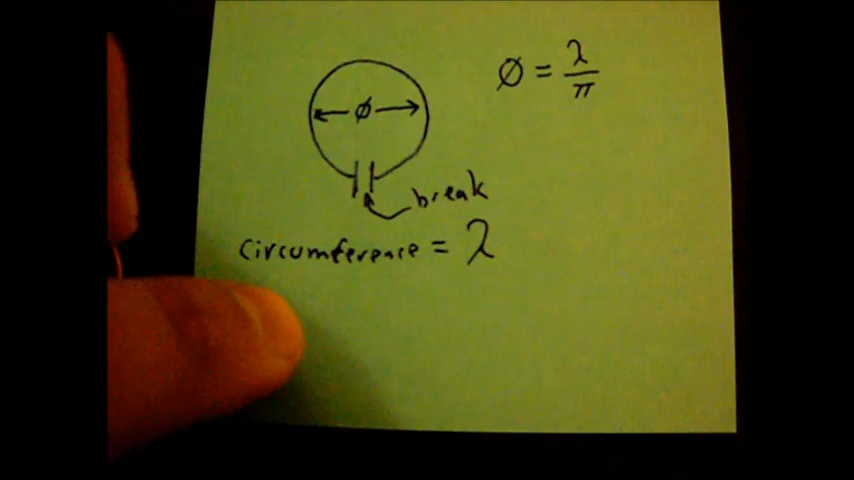 ø = λ/π
ø
break
circumference = λ